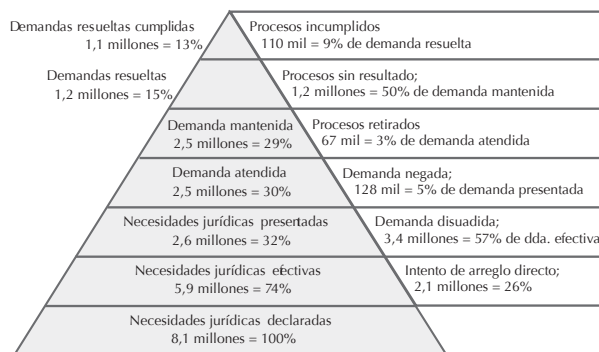 Demandas resueltas cumplidas
1,1 millones = 13%
Procesos incumplidos
110 mil = 9% de demanda resuelta
Demandas resueltas
1,2 millones = 15%
Procesos sin resultado;
1,2 millones = 50% de demanda mantenida
Demanda mantenida
2,5 millones = 29%
Procesos retirados
67 mil = 3% de demanda atendida
Demanda atendida
2,5 millones = 30%
Demanda negada;
128 mil = 5% de demanda presentada
Necesidades jurídicas presentadas
2,6 millones = 32%
Demanda disuadida;
3,4 millones = 57% de dda. efectiva
Necesidades jurídicas efectivas
5,9 millones = 74%
Intento de arreglo directo;
2,1 millones = 26%
Necesidades jurídicas declaradas
8,1 millones = 100%